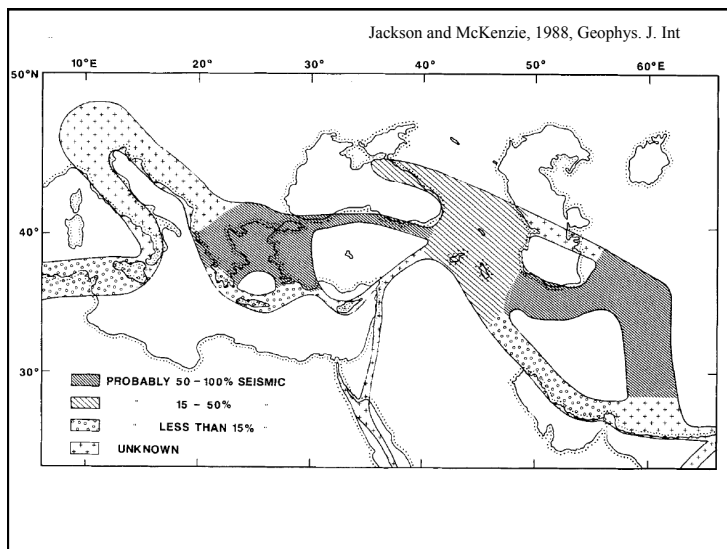 Jackson and McKenzie, 1988, Geophys. J. Int
50°N 10°E 20° 30° 40° 50° 60°E
40°
30°
PROBABLY 50 - 100% SEISMIC
" 15 - 50% "
" LESS THAN 15% "
UNKNOWN